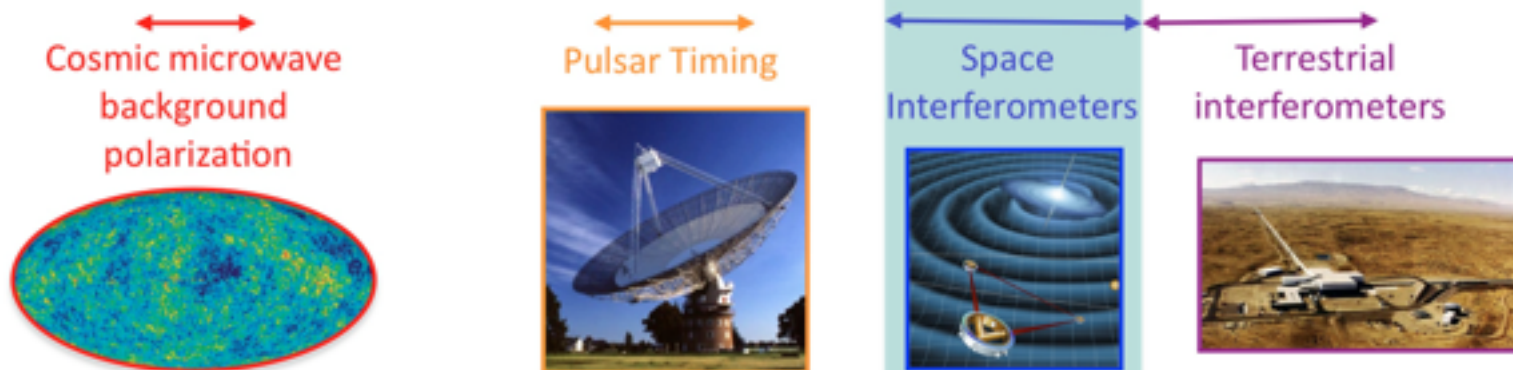 Cosmic microwave
background
polarization
Pulsar Timing
Space
Interferometers
Terrestrial
interferometers